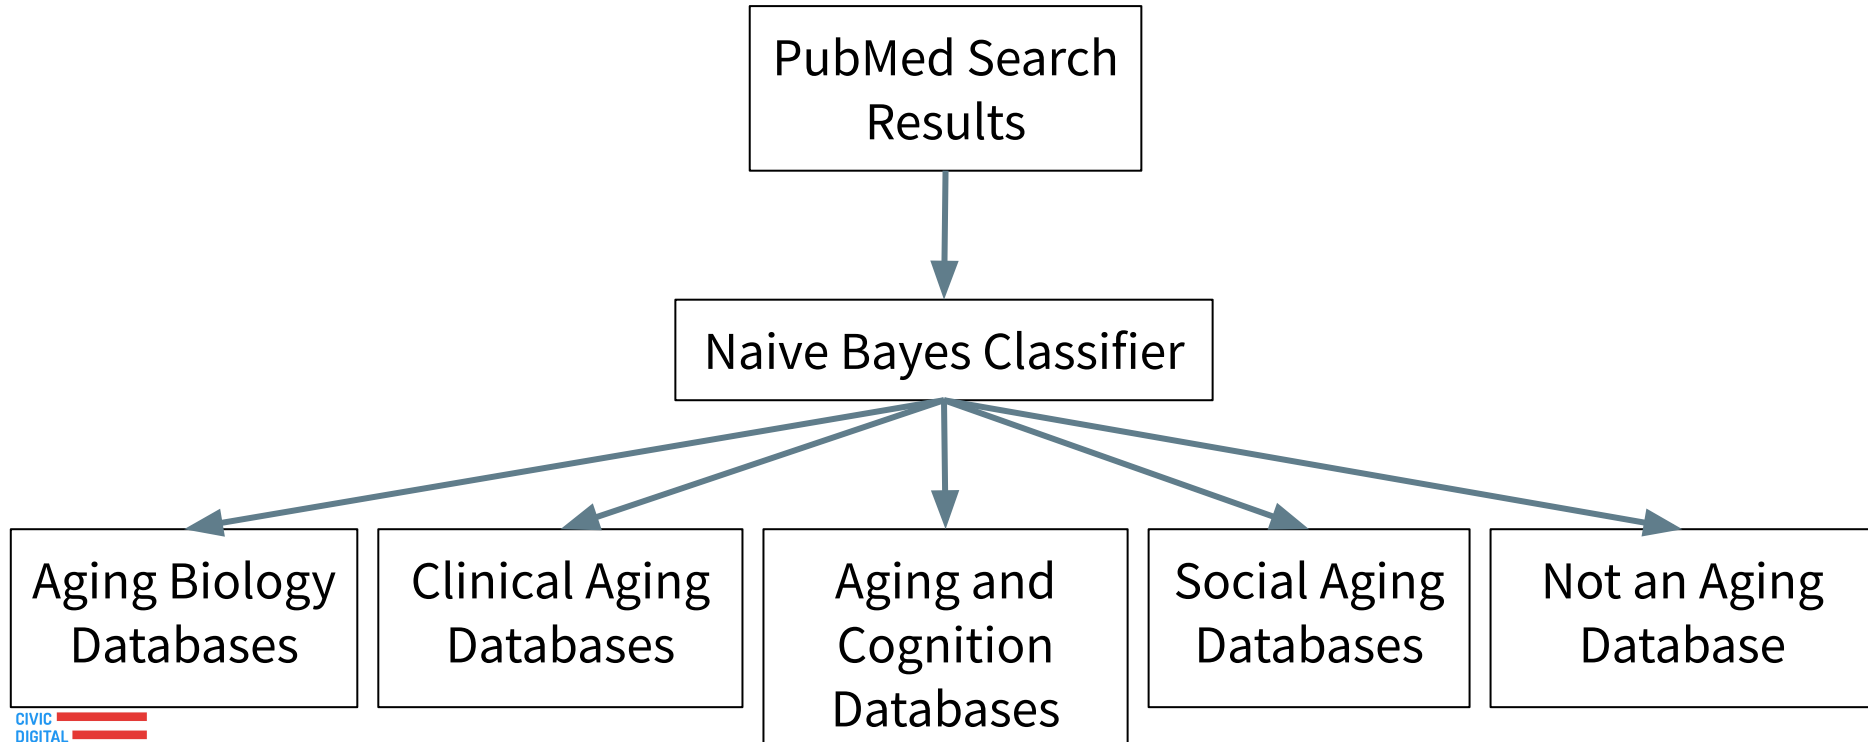 PubMed Search
Results
Naive Bayes Classifier
Aging Biology
Databases
Clinical Aging
Databases
Aging and
Cognition
Databases
Social Aging
Databases
Not an Aging
Database
CIVIC
DIGITAL